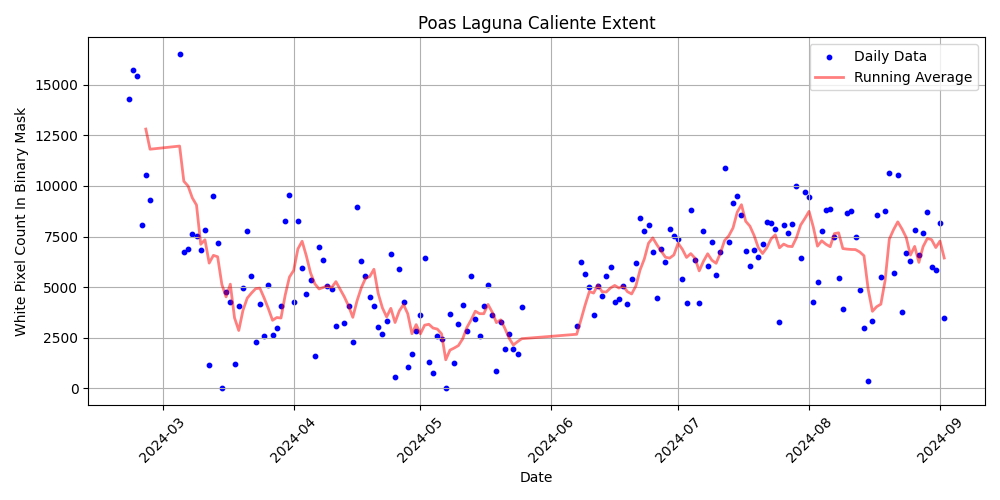 Poas Laguna Caliente Extent
Daily Data
Running Average
White Pixel Count In Binary Mask
15000
12500
10000
7500
5000
2500
0
2024-03
2024-04
2024-05
2024-06
2024-07
2024-08
2024-09
Date